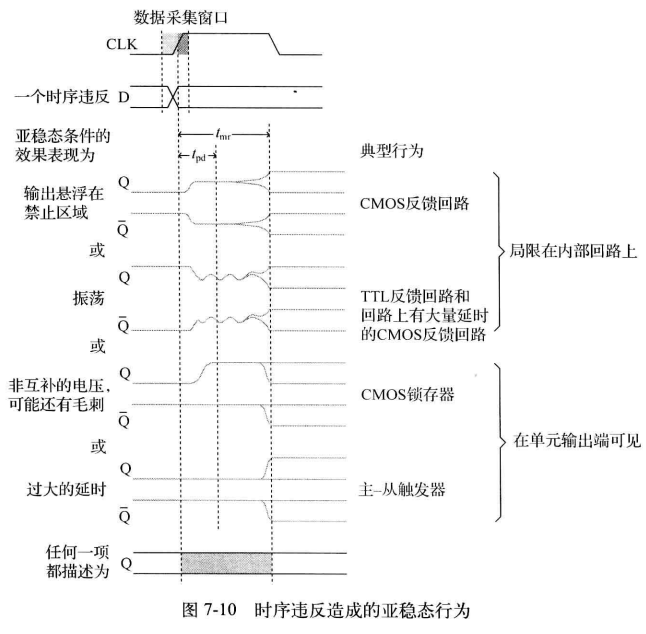 数据采集窗口
CLK
一个时序违反 D
亚稳态条件的
效果表现为
tmr
tpd
典型行为
Q
输出悬浮在
禁止区域
Q̅
CMOS反馈回路
或
局限在内部回路上
Q
振荡
TTL反馈回路和
回路上有大量延时
的CMOS反馈回路
Q̅
或
Q
非互补的电压,
可能还有毛刺
CMOS锁存器
Q̅
在单元输出端可见
或
Q
过大的延时
主-从触发器
Q̅
任何一项
都描述为
Q
图 7-10 时序违反造成的亚稳态行为